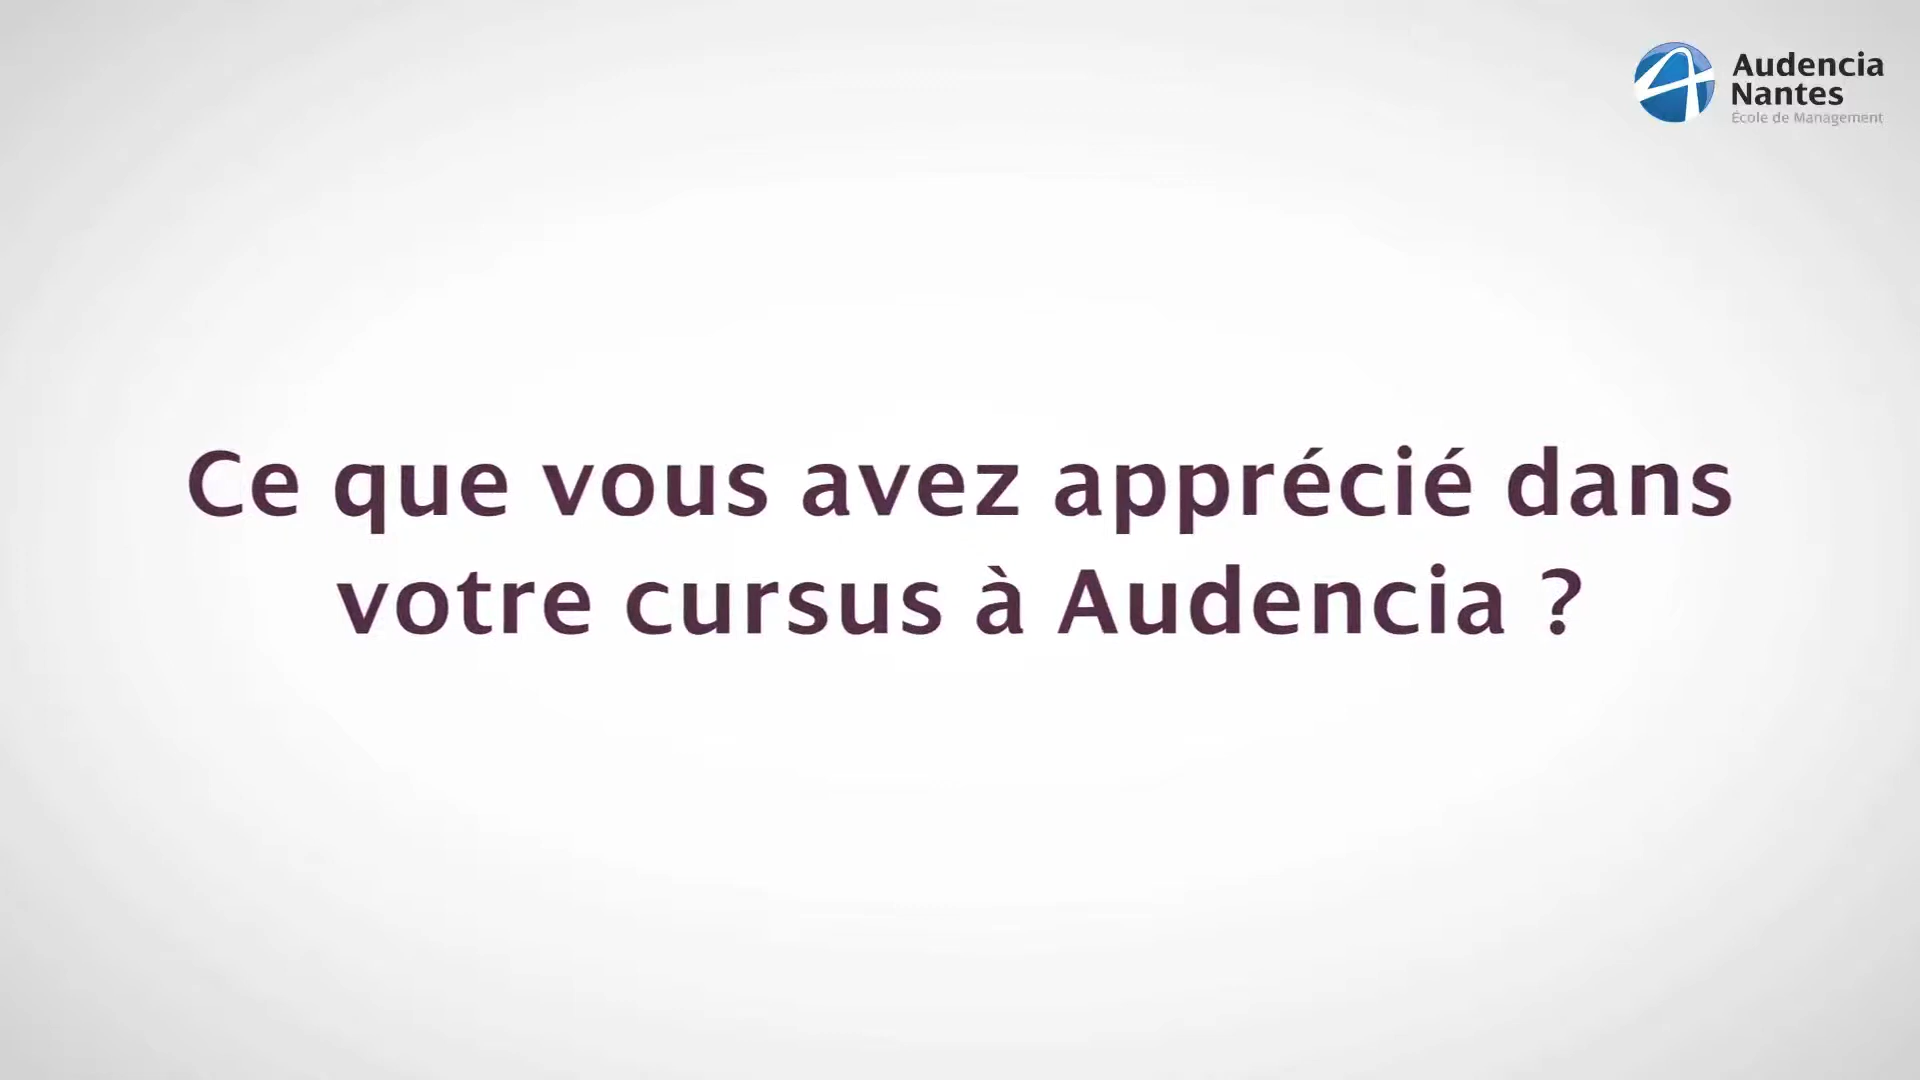 Audencia
Nantes
École de Management
Ce que vous avez apprécié dans
votre cursus à Audencia ?